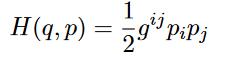 H(q, p) = \frac{1}{2} g^{ij} p_i p_j